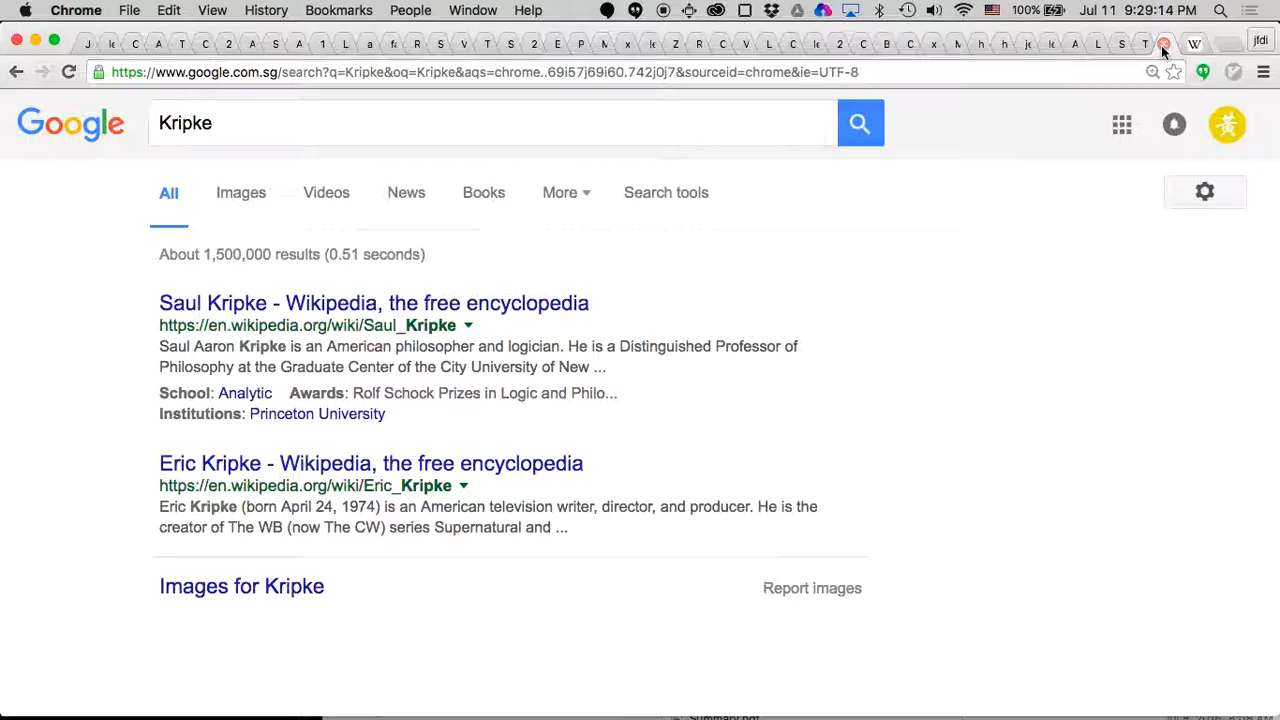 Chrome File Edit View History Bookmarks People Window Help 100% Jul 11 9:29:14 PM
J C A T C 2 A S 1 L a f R T T S Z E P M x C V L C C B C x M h h A L S T W jfdi
https://www.google.com.sg/search?q=Kripke&oq=Kripke&aqs=chrome..69i57j69i60.742j0j7&sourceid=chrome&ie=UTF-8
Google Kripke 黄
All Images Videos News Books More Search tools
About 1,500,000 results (0.51 seconds)
Saul Kripke - Wikipedia, the free encyclopedia
https://en.wikipedia.org/wiki/Saul_Kripke
Saul Aaron Kripke is an American philosopher and logician. He is a Distinguished Professor of
Philosophy at the Graduate Center of the City University of New ...
School: Analytic Awards: Rolf Schock Prizes in Logic and Philo...
Institutions: Princeton University
Eric Kripke - Wikipedia, the free encyclopedia
https://en.wikipedia.org/wiki/Eric_Kripke
Eric Kripke (born April 24, 1974) is an American television writer, director, and producer. He is the
creator of The WB (now The CW) series Supernatural and ...
Images for Kripke Report images